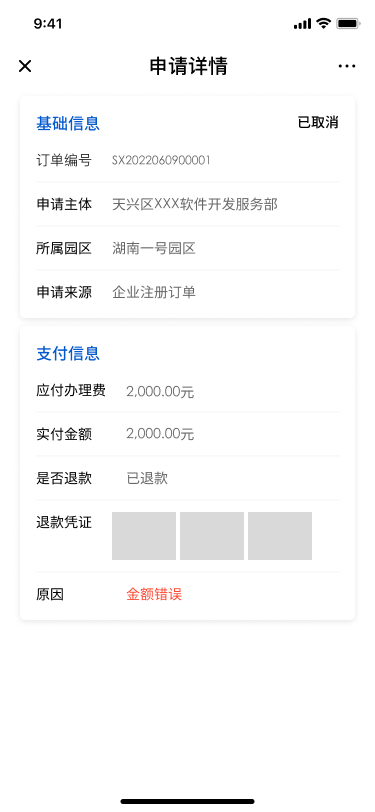 9:41
申请详情
基础信息 已取消
订单编号 SX2022060900001
申请主体 天兴区XXX软件开发服务部
所属园区 湖南一号园区
申请来源 企业注册订单
支付信息
应付办理费 2,000.00元
实付金额 2,000.00元
是否退款 已退款
退款凭证
原因 金额错误